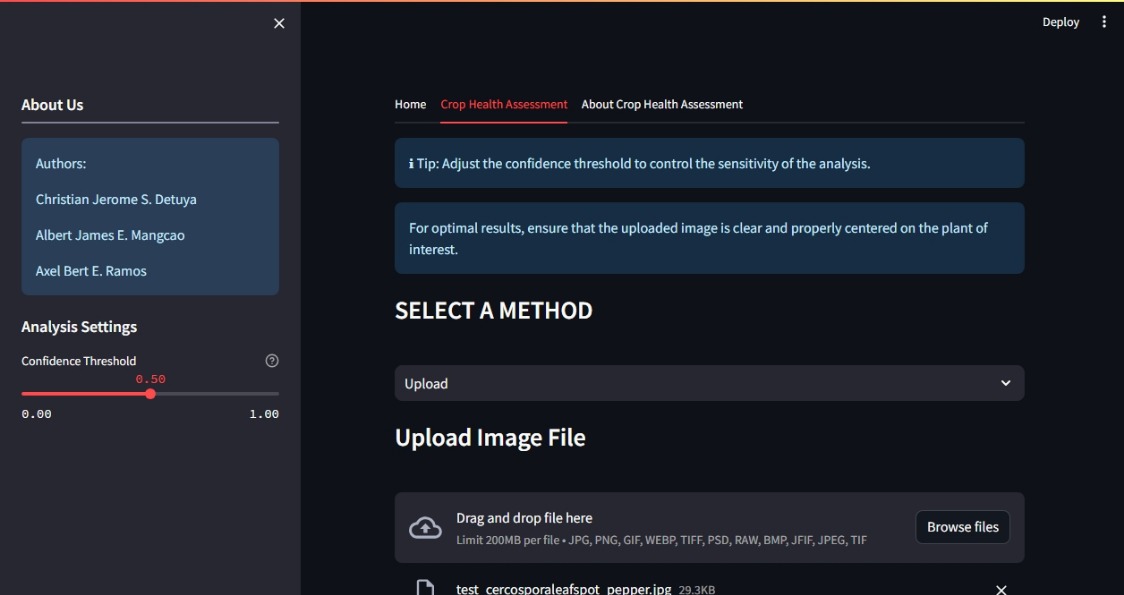 Deploy
About Us
Authors:
Christian Jerome S. Detuya
Albert James E. Mangcao
Axel Bert E. Ramos
Analysis Settings
Confidence Threshold
0.50
0.00 1.00
Home Crop Health Assessment About Crop Health Assessment
ℹ Tip: Adjust the confidence threshold to control the sensitivity of the analysis.
For optimal results, ensure that the uploaded image is clear and properly centered on the plant of
interest.
SELECT A METHOD
Upload
Upload Image File
Drag and drop file here
Limit 200MB per file • JPG, PNG, GIF, WEBP, TIFF, PSD, RAW, BMP, JFIF, JPEG, TIF
Browse files
test_cercosporaleafspot_pepper.jpg 29.3KB